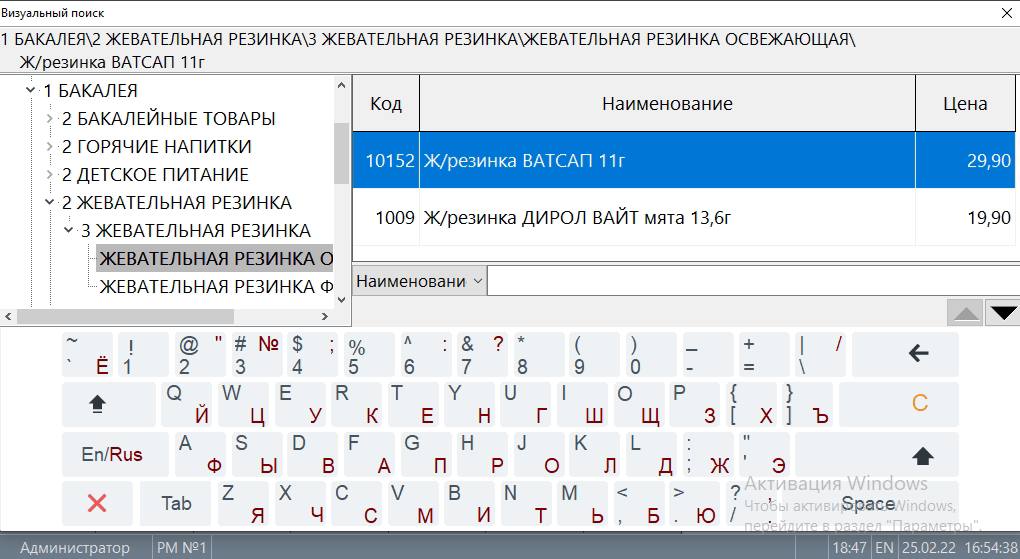 Визуальный поиск
1 БАКАЛЕЯ\2 ЖЕВАТЕЛЬНАЯ РЕЗИНКА\3 ЖЕВАТЕЛЬНАЯ РЕЗИНКА\ЖЕВАТЕЛЬНАЯ РЕЗИНКА ОСВЕЖАЮЩАЯ\
Ж/резинка ВАТСАП 11г
1 БАКАЛЕЯ
2 БАКАЛЕЙНЫЕ ТОВАРЫ
2 ГОРЯЧИЕ НАПИТКИ
2 ДЕТСКОЕ ПИТАНИЕ
2 ЖЕВАТЕЛЬНАЯ РЕЗИНКА
3 ЖЕВАТЕЛЬНАЯ РЕЗИНКА
ЖЕВАТЕЛЬНАЯ РЕЗИНКА О
ЖЕВАТЕЛЬНАЯ РЕЗИНКА Ф
Код Наименование Цена
10152 Ж/резинка ВАТСАП 11г 29,90
1009 Ж/резинка ДИРОЛ ВАЙТ мята 13,6г 19,90
Наименовани
~ ` Ё ! 1 @ " 2 # № 3 $ ; 4 % 5 ^ : 6 & ? 7 * 8 ( 9 ) 0 _ - + = | / \
Q Й W Ц E У R К T Е Y Н U Г I Ш O Щ P З { [ Х } ] Ъ C
En/Rus A Ф S Ы D В F А G П H Р J О K Л L Д : ; Ж " ' Э
Tab Z Я X Ч C С V М B И N Т M Ь < , Б > . Ю ? / , Space
Активация Windows
Чтобы активировать Windows,
перейдите в раздел "Параметры".
Администратор РМ №1 18:47 EN 25.02.22 16:54:38